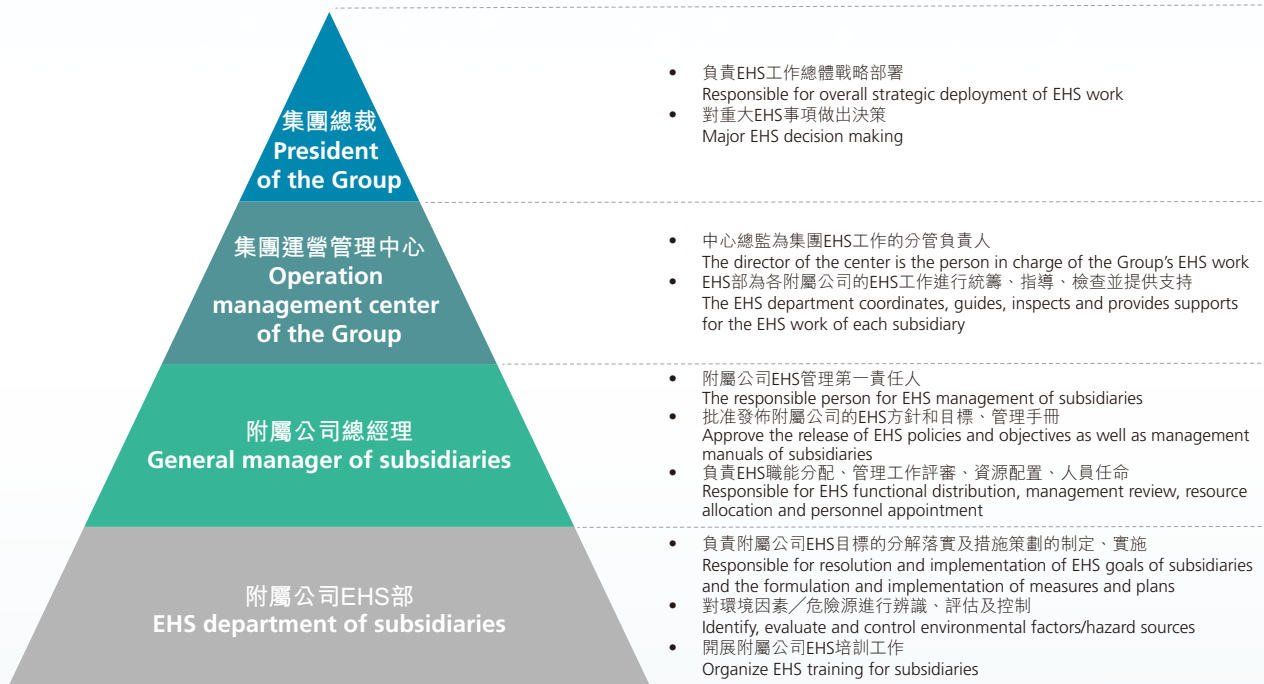 集團總裁
President
of the Group
• 負責EHS工作總體戰略部署
Responsible for overall strategic deployment of EHS work
• 對重大EHS事項做出決策
Major EHS decision making
集團運營管理中心
Operation
management center
of the Group
• 中心總監為集團EHS工作的分管負責人
The director of the center is the person in charge of the Group's EHS work
• EHS部為各附屬公司的EHS工作進行統籌、指導、檢查並提供支持
The EHS department coordinates, guides, inspects and provides supports
for the EHS work of each subsidiary
附屬公司總經理
General manager of subsidiaries
• 附屬公司EHS管理第一責任人
The responsible person for EHS management of subsidiaries
• 批准發佈附屬公司的EHS方針和目標、管理手冊
Approve the release of EHS policies and objectives as well as management
manuals of subsidiaries
• 負責EHS職能分配、管理工作評審、資源配置、人員任命
Responsible for EHS functional distribution, management review, resource
allocation and personnel appointment
附屬公司EHS部
EHS department of subsidiaries
• 負責附屬公司EHS目標的分解落實及措施策劃的制定、實施
Responsible for resolution and implementation of EHS goals of subsidiaries
and the formulation and implementation of measures and plans
• 對環境因素╱危險源進行辨識、評估及控制
Identify, evaluate and control environmental factors/hazard sources
• 開展附屬公司EHS培訓工作
Organize EHS training for subsidiaries